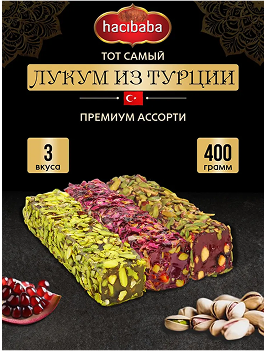 hacıbaba
ТОТ САМЫЙ
ЛУКУМ ИЗ ТУРЦИИ
ПРЕМИУМ АССОРТИ
3
вкуса
400
грамм